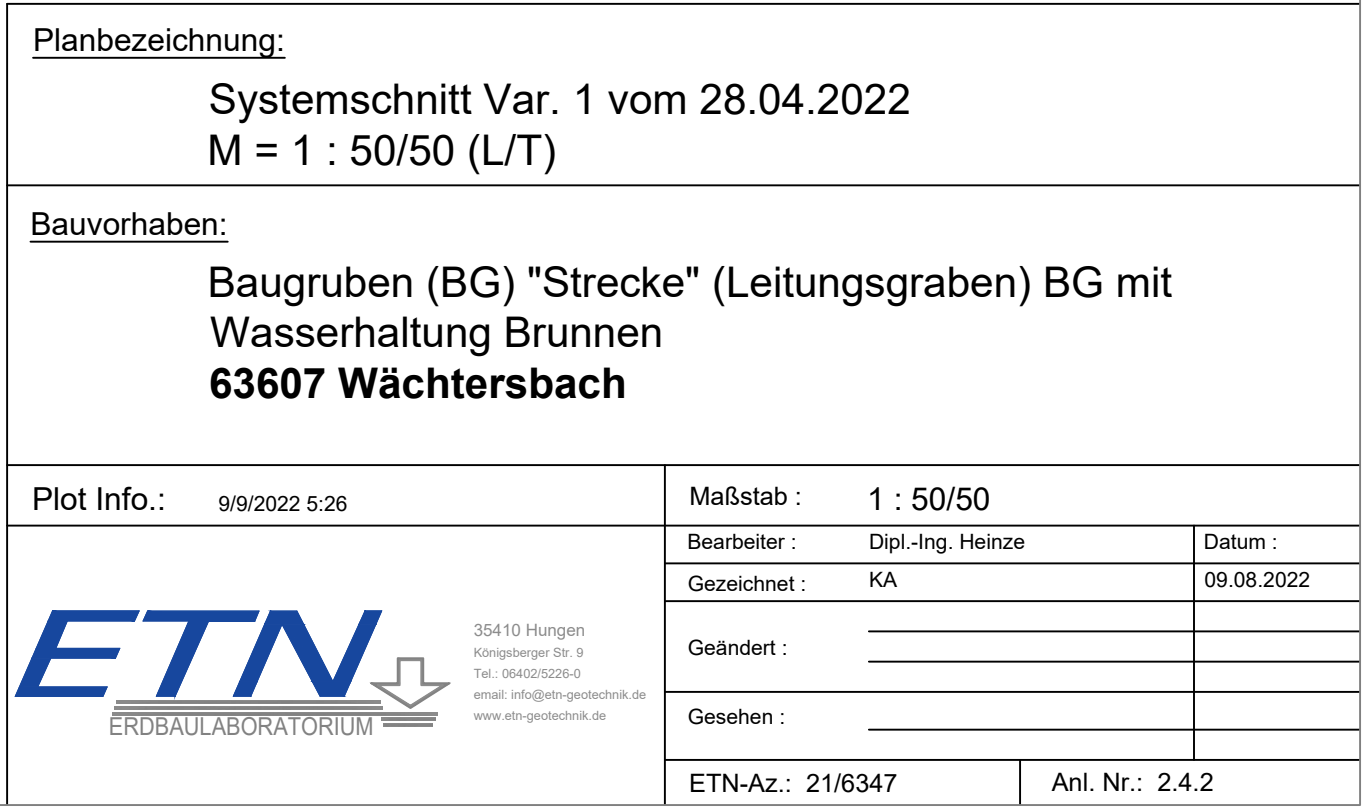 Planbezeichnung:
Systemschnitt Var. 1 vom 28.04.2022
M = 1 : 50/50 (L/T)
Bauvorhaben:
Baugruben (BG) "Strecke" (Leitungsgraben) BG mit
Wasserhaltung Brunnen
63607 Wächtersbach
Plot Info.: 9/9/2022 5:26
Maßstab : 1 : 50/50
Bearbeiter : Dipl.-Ing. Heinze Datum :
Gezeichnet : KA 09.08.2022
Geändert :
Gesehen :
ETN-Az.: 21/6347 Anl. Nr.: 2.4.2
ETN
ERDBAULABORATORIUM
35410 Hungen
Königsberger Str. 9
Tel.: 06402/5226-0
email: info@etn-geotechnik.de
www.etn-geotechnik.de